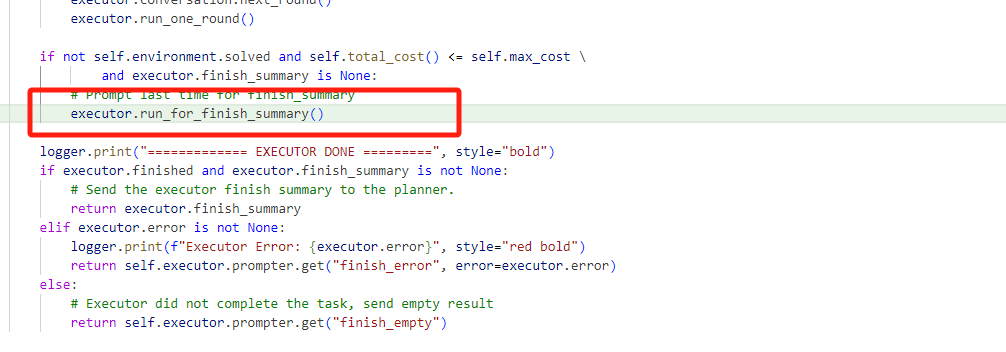 executor.conversation.next_round()
executor.run_one_round()
if not self.environment.solved and self.total_cost() <= self.max_cost \
and executor.finish_summary is None:
# Prompt last time for finish_summary
executor.run_for_finish_summary()
logger.print("============= EXECUTOR DONE =========", style="bold")
if executor.finished and executor.finish_summary is not None:
# Send the executor finish summary to the planner.
return executor.finish_summary
elif executor.error is not None:
logger.print(f"Executor Error: {executor.error}", style="red bold")
return self.executor.prompter.get("finish_error", error=executor.error)
else:
# Executor did not complete the task, send empty result
return self.executor.prompter.get("finish_empty")